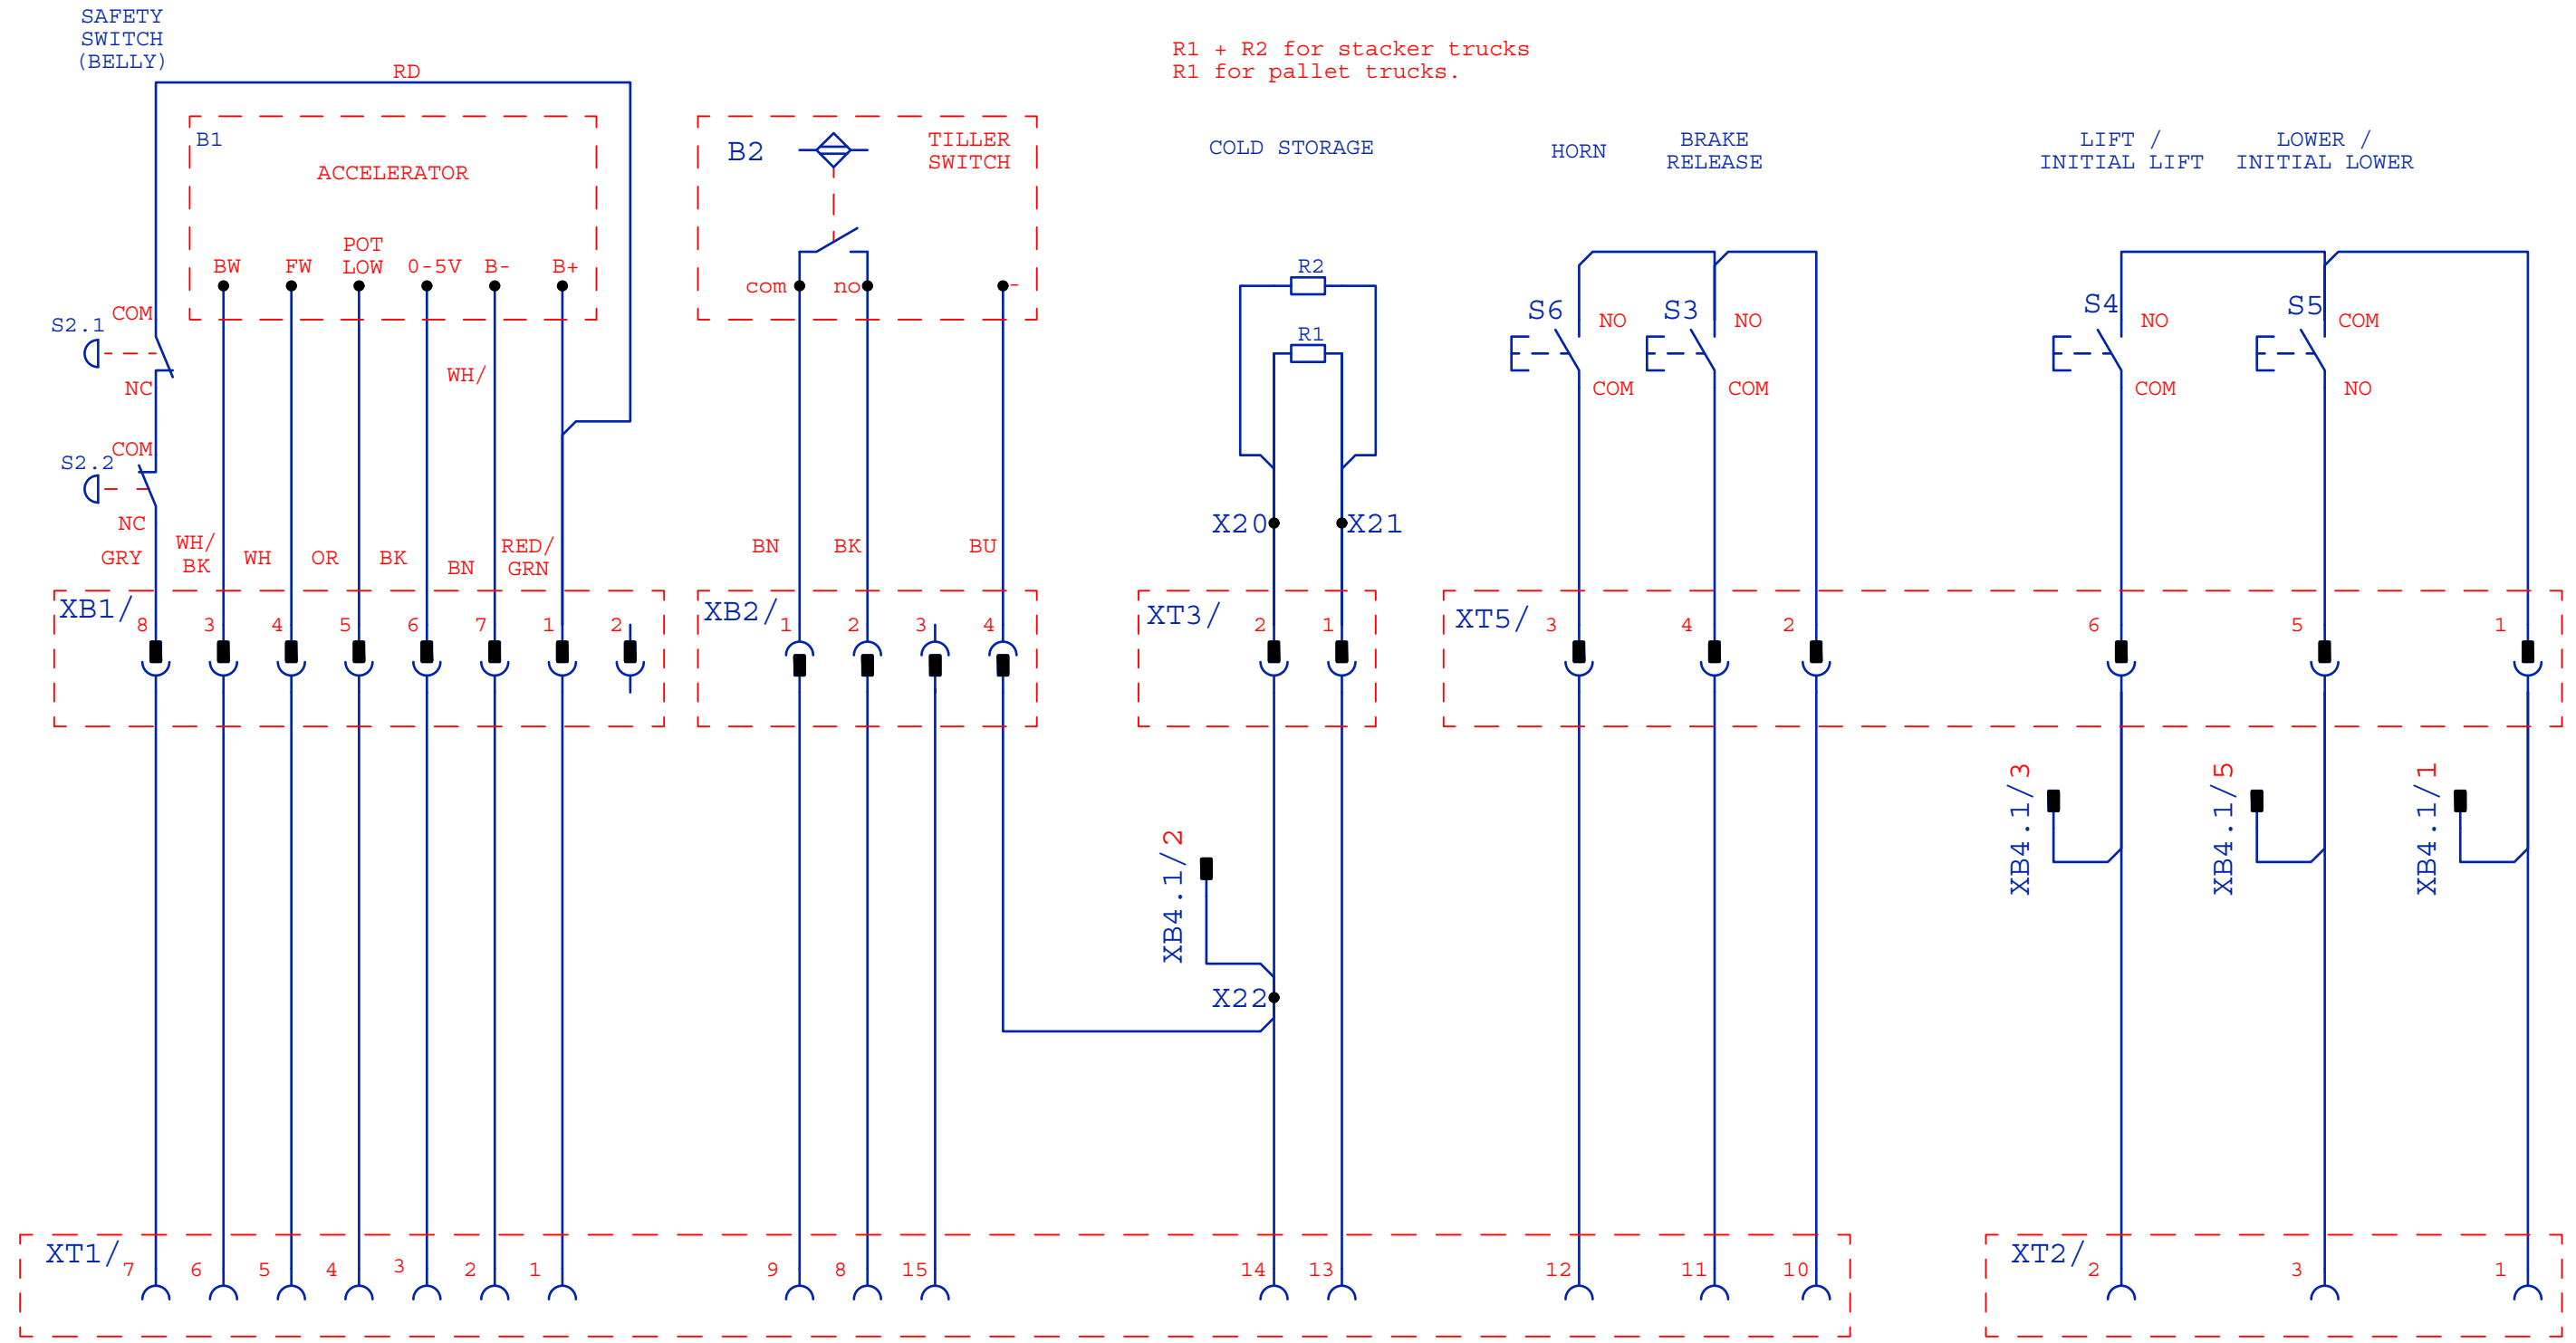 SAFETY
SWITCH
(BELLY)
RD
R1 + R2 for stacker trucks
R1 for pallet trucks.
B1
ACCELERATOR
BW
FW
POT
LOW
0-5V
B-
B+
B2
TILLER
SWITCH
com
no
-
COLD STORAGE
HORN
BRAKE
RELEASE
LIFT /
INITIAL LIFT
LOWER /
INITIAL LOWER
S2.1
COM
NC
WH/
S2.2
COM
NC
R2
R1
S6
NO
COM
S3
NO
COM
S4
NO
COM
S5
COM
NO
X20
X21
GRY
WH/
BK
WH
OR
BK
BN
RED/
GRN
BN
BK
BU
XB1/
8
3
4
5
6
7
1
2
XB2/
1
2
3
4
XT3/
2
1
XT5/
3
4
2
6
5
1
XB4.1/2
XB4.1/3
XB4.1/5
XB4.1/1
X22
XT1/
7
6
5
4
3
2
1
9
8
15
14
13
12
11
10
XT2/
2
3
1